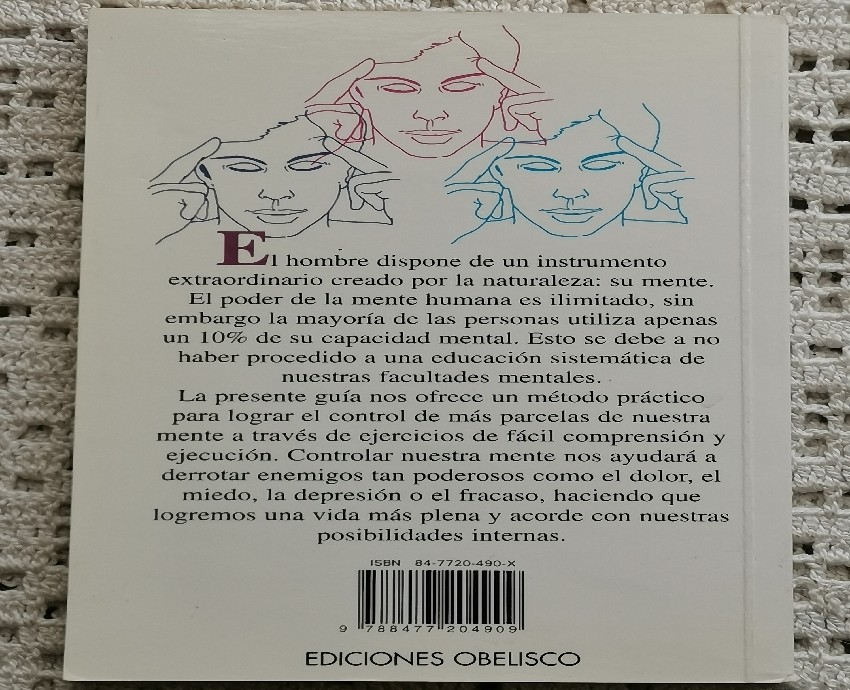 El hombre dispone de un instrumento
extraordinario creado por la naturaleza: su mente.
El poder de la mente humana es ilimitado, sin
embargo la mayoría de las personas utiliza apenas
un 10% de su capacidad mental. Esto se debe a no
haber procedido a una educación sistemática de
nuestras facultades mentales.
La presente guía nos ofrece un método práctico
para lograr el control de más parcelas de nuestra
mente a través de ejercicios de fácil comprensión y
ejecución. Controlar nuestra mente nos ayudará a
derrotar enemigos tan poderosos como el dolor, el
miedo, la depresión o el fracaso, haciendo que
logremos una vida más plena y acorde con nuestras
posibilidades internas.
ISBN 84-7720-490-X
9 788477 204909
EDICIONES OBELISCO